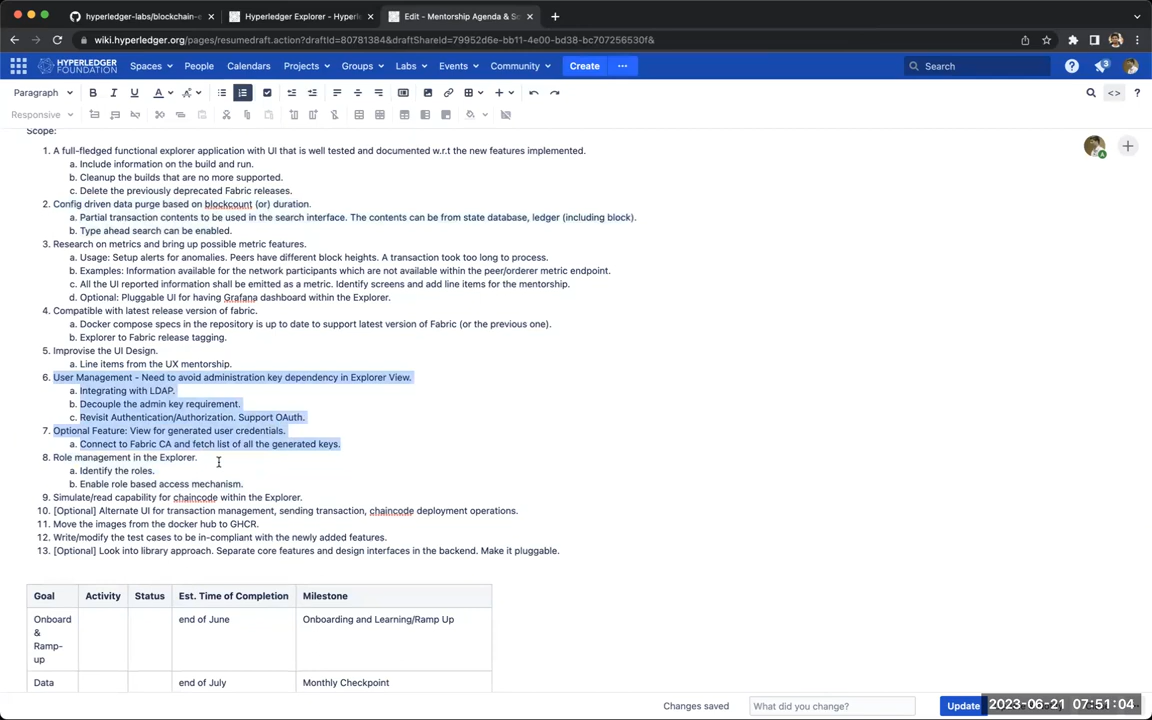 hyperledger-labs/blockchain-e
Hyperledger Explorer - Hyperle
Edit - Mentorship Agenda & Sc
wiki.hyperledger.org/pages/resumedraft.action?draftId=80781384&draftShareId=79952d6e-bb11-4e00-bd38-bc707256530f&
HYPERLEDGER FOUNDATION Spaces People Calendars Projects Groups Labs Events Community Create ... Search 3
Paragraph B I U A
Responsive
Scope:
1. A full-fledged functional explorer application with UI that is well tested and documented w.r.t the new features implemented.
a. Include information on the build and run.
b. Cleanup the builds that are no more supported.
c. Delete the previously deprecated Fabric releases.
2. Config driven data purge based on blockcount (or) duration.
a. Partial transaction contents to be used in the search interface. The contents can be from state database, ledger (including block).
b. Type ahead search can be enabled.
3. Research on metrics and bring up possible metric features.
a. Usage: Setup alerts for anomalies. Peers have different block heights. A transaction took too long to process.
b. Examples: Information available for the network participants which are not available within the peer/orderer metric endpoint.
c. All the UI reported information shall be emitted as a metric. Identify screens and add line items for the mentorship.
d. Optional: Pluggable UI for having Grafana dashboard within the Explorer.
4. Compatible with latest release version of fabric.
a. Docker compose specs in the repository is up to date to support latest version of Fabric (or the previous one).
b. Explorer to Fabric release tagging.
5. Improvise the UI Design.
a. Line items from the UX mentorship.
6. User Management - Need to avoid administration key dependency in Explorer View.
a. Integrating with LDAP.
b. Decouple the admin key requirement.
c. Revisit Authentication/Authorization. Support OAuth.
7. Optional Feature: View for generated user credentials.
a. Connect to Fabric CA and fetch list of all the generated keys.
8. Role management in the Explorer.
a. Identify the roles.
b. Enable role based access mechanism.
9. Simulate/read capability for chaincode within the Explorer.
10. [Optional] Alternate UI for transaction management, sending transaction, chaincode deployment operations.
11. Move the images from the docker hub to GHCR.
12. Write/modify the test cases to be in-compliant with the newly added features.
13. [Optional] Look into library approach. Separate core features and design interfaces in the backend. Make it pluggable.
Goal Activity Status Est. Time of Completion Milestone
Onboard & Ramp-up end of June Onboarding and Learning/Ramp Up
Data end of July Monthly Checkpoint
Changes saved What did you change? Update
2023-06-21 07:51:04